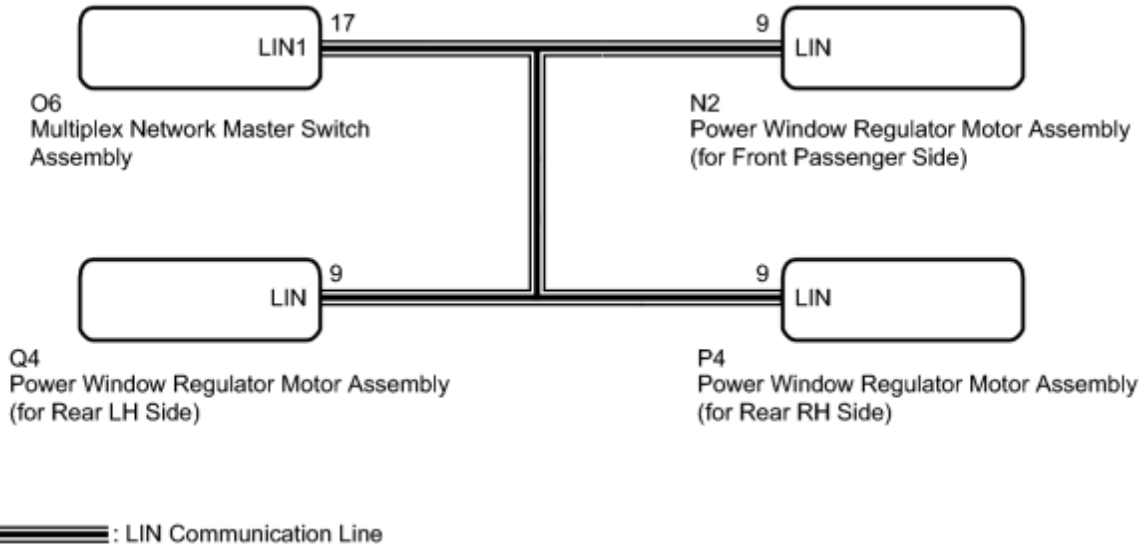 17
9
LIN1
LIN
O6
Multiplex Network Master Switch
Assembly
N2
Power Window Regulator Motor Assembly
(for Front Passenger Side)
9
9
LIN
LIN
Q4
Power Window Regulator Motor Assembly
(for Rear LH Side)
P4
Power Window Regulator Motor Assembly
(for Rear RH Side)
: LIN Communication Line